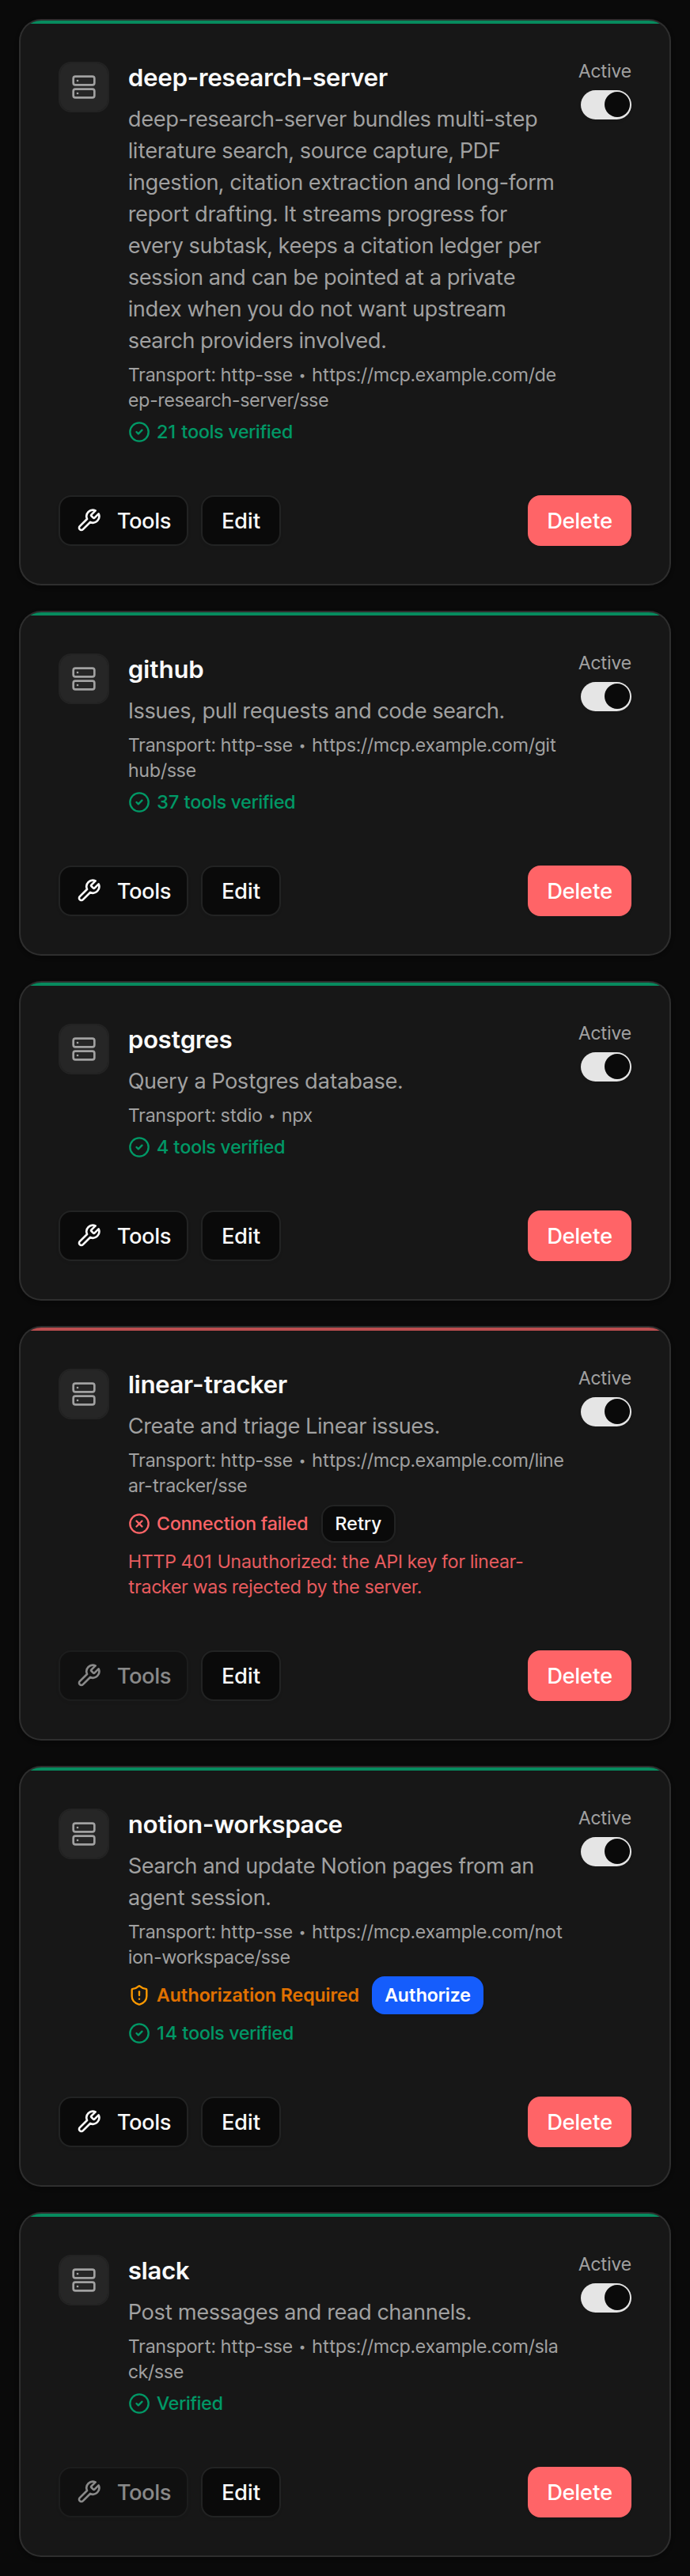 deep-research-server
Active
deep-research-server bundles multi-step
literature search, source capture, PDF
ingestion, citation extraction and long-form
report drafting. It streams progress for
every subtask, keeps a citation ledger per
session and can be pointed at a private
index when you do not want upstream
search providers involved.
Transport: http-sse • https://mcp.example.com/de
ep-research-server/sse
21 tools verified
Tools Edit Delete
github
Active
Issues, pull requests and code search.
Transport: http-sse • https://mcp.example.com/git
hub/sse
37 tools verified
Tools Edit Delete
postgres
Active
Query a Postgres database.
Transport: stdio • npx
4 tools verified
Tools Edit Delete
linear-tracker
Active
Create and triage Linear issues.
Transport: http-sse • https://mcp.example.com/line
ar-tracker/sse
Connection failed Retry
HTTP 401 Unauthorized: the API key for linear-
tracker was rejected by the server.
Tools Edit Delete
notion-workspace
Active
Search and update Notion pages from an
agent session.
Transport: http-sse • https://mcp.example.com/not
ion-workspace/sse
Authorization Required Authorize
14 tools verified
Tools Edit Delete
slack
Active
Post messages and read channels.
Transport: http-sse • https://mcp.example.com/sla
ck/sse
Verified
Tools Edit Delete